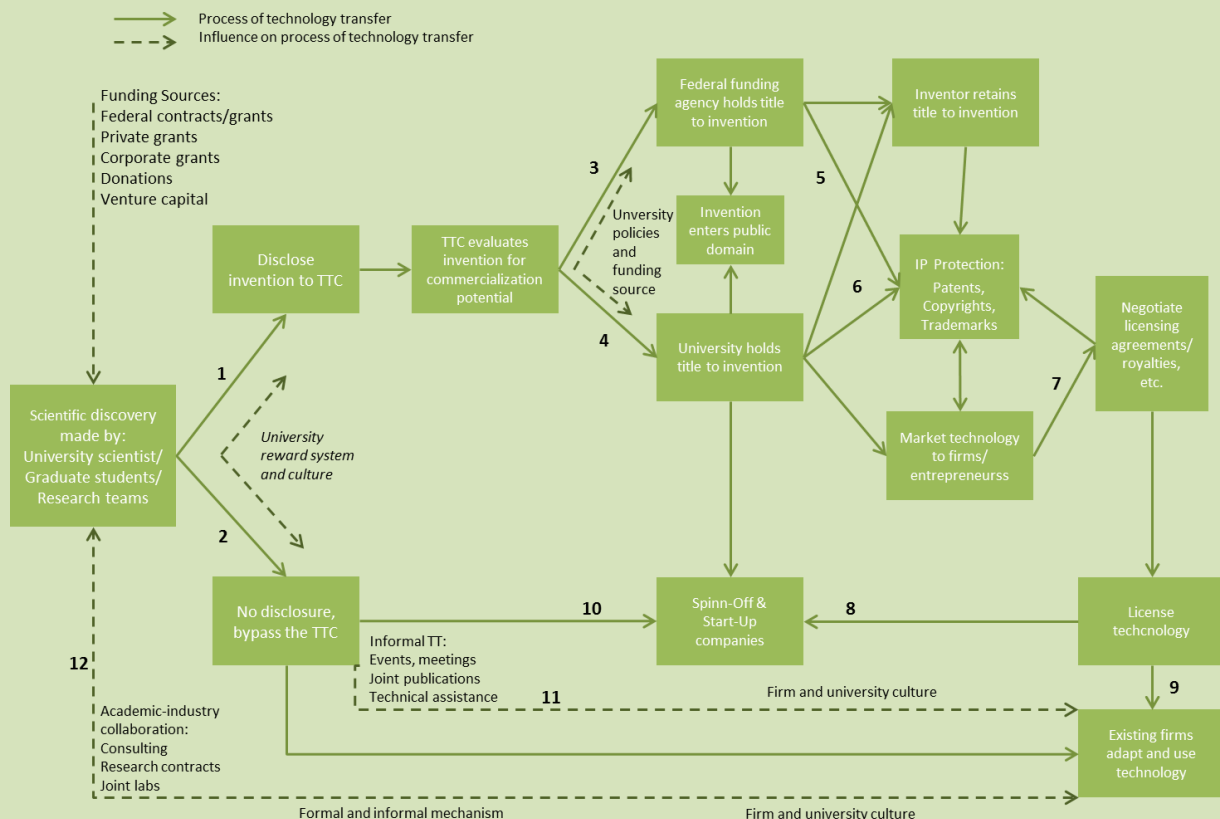 Process of technology transfer
Influence on process of technology transfer
Funding Sources:
Federal contracts/grants
Private grants
Corporate grants
Donations
Venture capital
Federal funding
agency holds title to
invention
Inventor retains
title to invention
3
5
Unversity
policies
and
funding
source
Invention
enters public
domain
Disclose
invention to TTC
TTC evaluates
invention for
commercialization
potential
IP Protection:
Patents,
Copyrights,
Trademarks
6
4
University holds
title to invention
Negotiate
licensing
agreements/
royalties,
etc.
1
7
Scientific discovery
made by:
University scientist/
Graduate students/
Research teams
University
reward system
and culture
Market technology
to firms/
entrepreneurss
2
No disclosure,
bypass the TTC
10
Spinn-Off &
Start-Up
companies
8
License
techcnology
Informal TT:
Events, meetings
Joint publications
Technical assistance
12
11
Firm and university culture
9
Academic-industry
collaboration:
Consulting
Research contracts
Joint labs
Existing firms
adapt and use
technology
Formal and informal mechanism
Firm and university culture